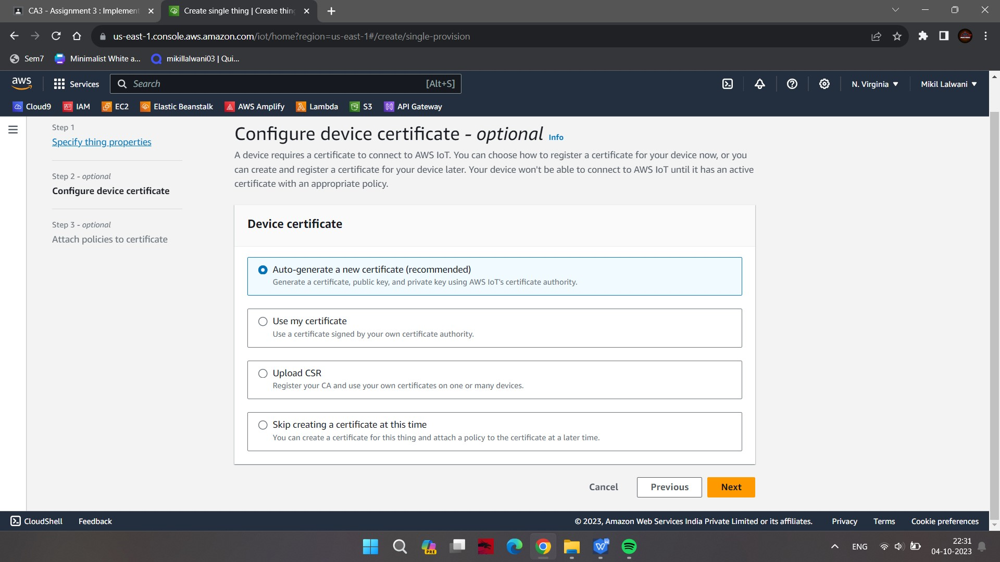 CA3 - Assignment 3 : Implement
Create single thing | Create thing
us-east-1.console.aws.amazon.com/iot/home?region=us-east-1#/create/single-provision
Sem7
Minimalist White a...
mikillalwani03 | Qui...
aws
Services
Search
[Alt+S]
N. Virginia
Mikil Lalwani
Cloud9
IAM
EC2
Elastic Beanstalk
AWS Amplify
Lambda
S3
API Gateway
Step 1
Specify thing properties
Step 2 - optional
Configure device certificate
Step 3 - optional
Attach policies to certificate
Configure device certificate - optional Info
A device requires a certificate to connect to AWS IoT. You can choose how to register a certificate for your device now, or you
can create and register a certificate for your device later. Your device won't be able to connect to AWS IoT until it has an active
certificate with an appropriate policy.
Device certificate
Auto-generate a new certificate (recommended)
Generate a certificate, public key, and private key using AWS IoT's certificate authority.
Use my certificate
Use a certificate signed by your own certificate authority.
Upload CSR
Register your CA and use your own certificates on one or many devices.
Skip creating a certificate at this time
You can create a certificate for this thing and attach a policy to the certificate at a later time.
Cancel
Previous
Next
CloudShell
Feedback
© 2023, Amazon Web Services India Private Limited or its affiliates.
Privacy
Terms
Cookie preferences
PRE
W
ENG
22:31
04-10-2023